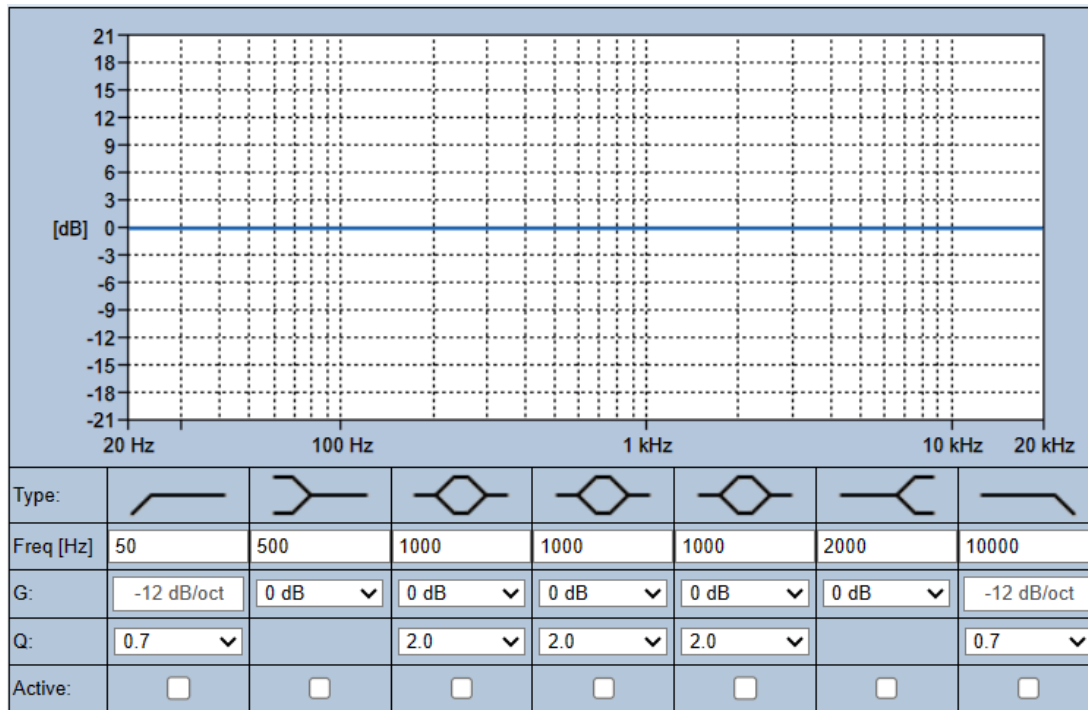 21
18
15
12
9
6
3
[dB] 0
-3
-6
-9
-12
-15
-18
-21
20 Hz 100 Hz 1 kHz 10 kHz 20 kHz
Type:
Freq [Hz] 50 500 1000 1000 1000 2000 10000
G: -12 dB/oct 0 dB 0 dB 0 dB 0 dB 0 dB -12 dB/oct
Q: 0.7 2.0 2.0 2.0 0.7
Active: